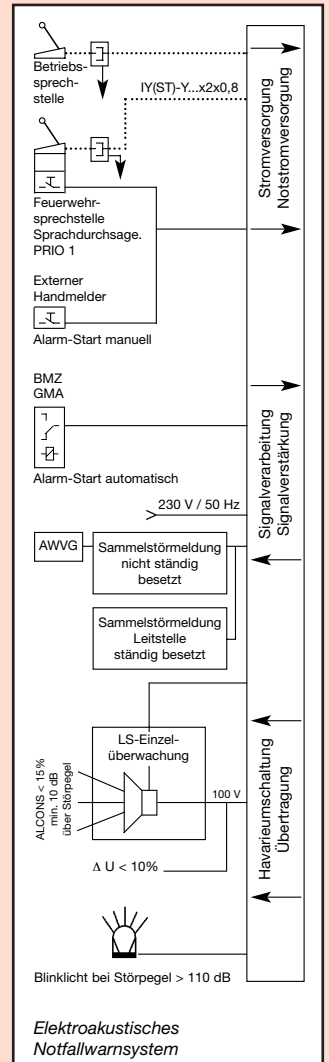 Betriebs-
sprech-
stelle
IY(ST)-Y...x2x0,8
Feuerwehr-
sprechstelle
Sprachdurchsage.
PRIO 1
Externer
Handmelder
Alarm-Start manuell
BMZ
GMA
Alarm-Start automatisch
230 V / 50 Hz
AWVG
Sammelstörmeldung
nicht ständig
besetzt
Sammelstörmeldung
Leitstelle
ständig besetzt
LS-Einzel-
überwachung
ALCONS < 15%
min. 10 dB
über Störpegel
100 V
Δ U < 10%
Blinklicht bei Störpegel > 110 dB
Stromversorgung
Notstromversorgung
Signalverarbeitung
Signalverstärkung
Havarieumschaltung
Übertragung
Elektroakustisches
Notfallwarnsystem